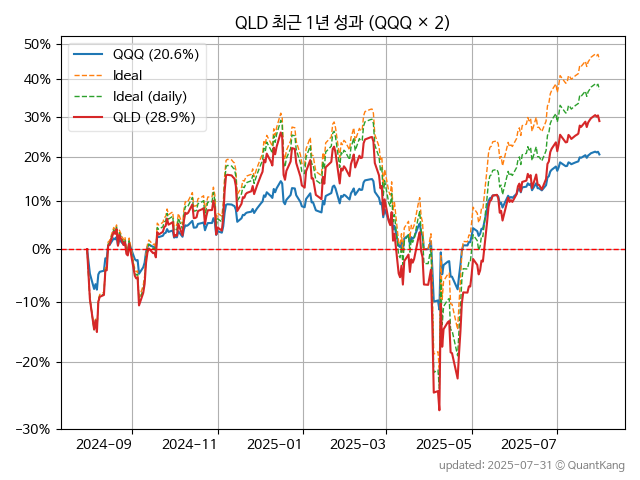 QLD 최근 1년 성과 (QQQ × 2)
50%
40%
30%
20%
10%
0%
−10%
−20%
−30%
QQQ (20.6%)
Ideal
Ideal (daily)
QLD (28.9%)
2024-09
2024-11
2025-01
2025-03
2025-05
2025-07
updated: 2025-07-31 © QuantKang